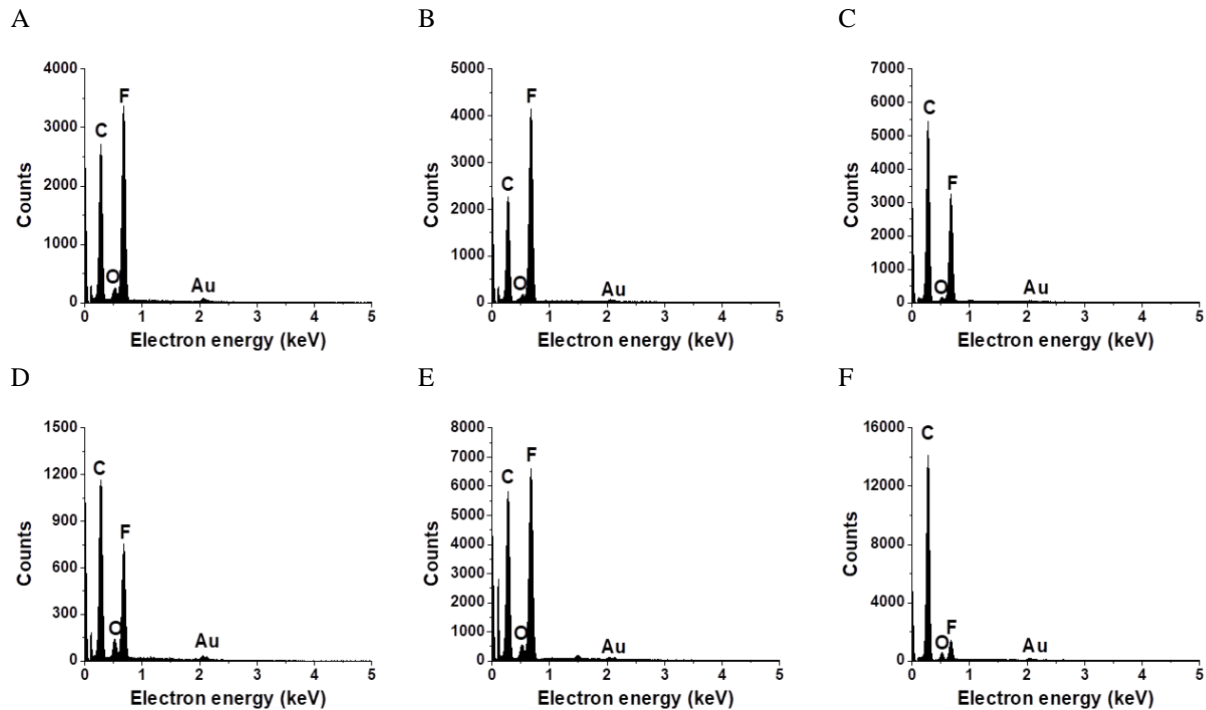 A
4000
3000
2000
1000
0
Counts
C
F
O
Au
0 1 2 3 4 5
Electron energy (keV)
B
5000
4000
3000
2000
1000
0
Counts
C
F
O
Au
0 1 2 3 4 5
Electron energy (keV)
C
7000
6000
5000
4000
3000
2000
1000
0
Counts
C
F
O
Au
0 1 2 3 4 5
Electron energy (keV)
D
1500
1200
900
600
300
0
Counts
C
F
O
Au
0 1 2 3 4 5
Electron energy (keV)
E
8000
7000
6000
5000
4000
3000
2000
1000
0
Counts
C
F
O
Au
0 1 2 3 4 5
Electron energy (keV)
F
16000
12000
8000
4000
0
Counts
C
O
F
Au
0 1 2 3 4 5
Electron energy (keV)